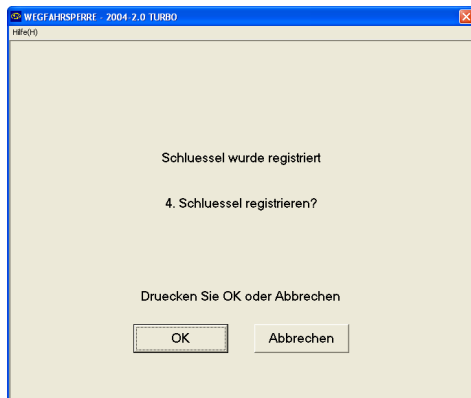 WEGFAHRSPERRE - 2004-2.0 TURBO
Hilfe(H)
Schluessel wurde registriert
4. Schluessel registrieren?
Druecken Sie OK oder Abbrechen
OK
Abbrechen